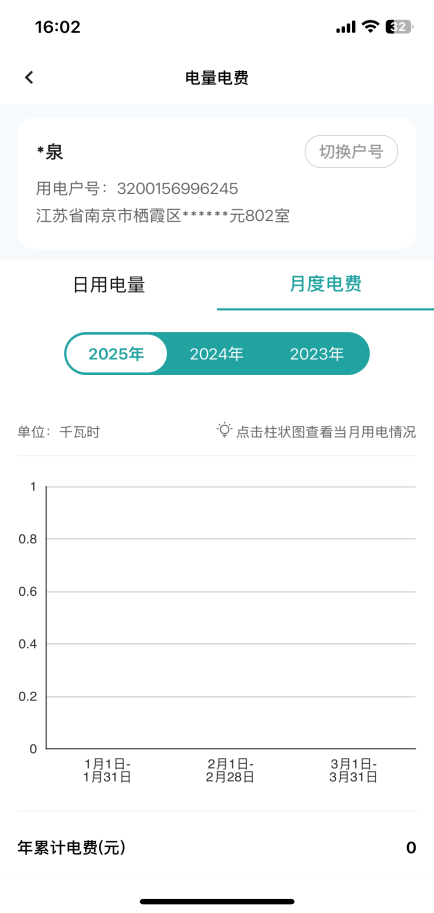 16:02
32
电量电费
*泉
切换户号
用电户号：3200156996245
江苏省南京市栖霞区******元802室
日用电量
月度电费
2025年
2024年
2023年
单位：千瓦时
点击柱状图查看当月用电情况
1
0.8
0.6
0.4
0.2
0
1月1日-
1月31日
2月1日-
2月28日
3月1日-
3月31日
年累计电费(元)
0